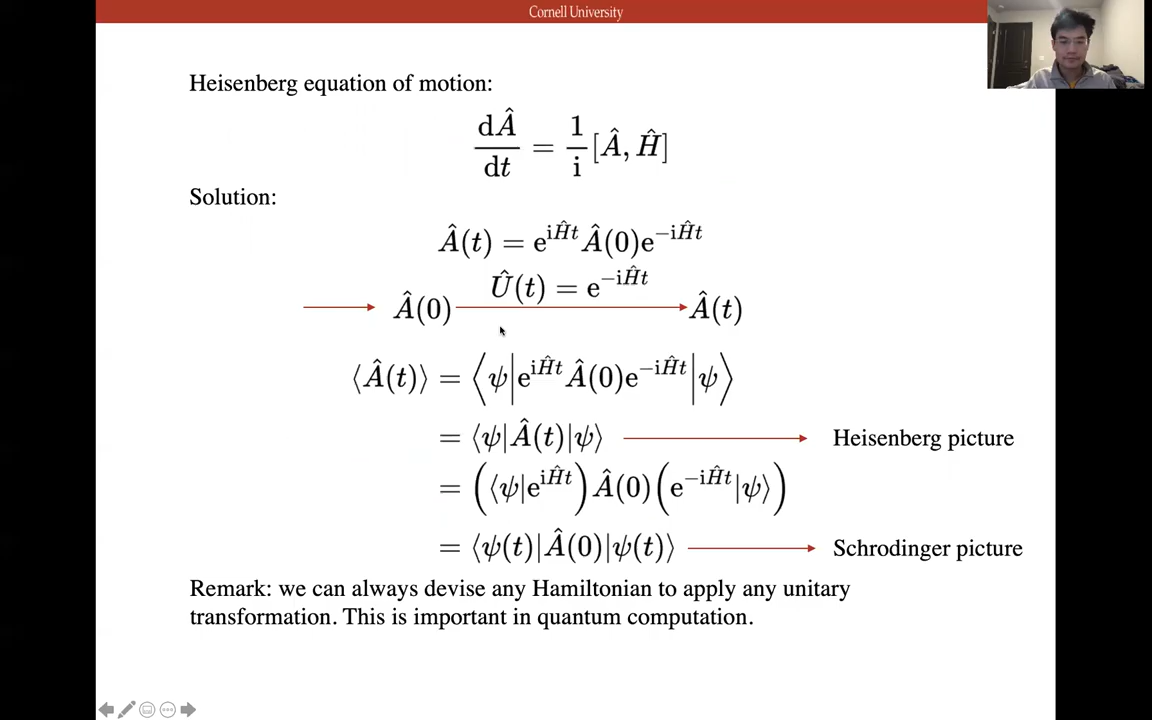 Cornell University
Heisenberg equation of motion:
dÂ/dt = 1/i [Â, Ĥ]
Solution:
Â(t) = e^{iĤt} Â(0) e^{−iĤt}
Û(t) = e^{−iĤt}
Â(0) Â(t)
⟨Â(t)⟩ = ⟨ψ|e^{iĤt} Â(0) e^{−iĤt}|ψ⟩
= ⟨ψ|Â(t)|ψ⟩ Heisenberg picture
= (⟨ψ|e^{iĤt}) Â(0) (e^{−iĤt}|ψ⟩)
= ⟨ψ(t)|Â(0)|ψ(t)⟩ Schrodinger picture
Remark: we can always devise any Hamiltonian to apply any unitary
transformation. This is important in quantum computation.